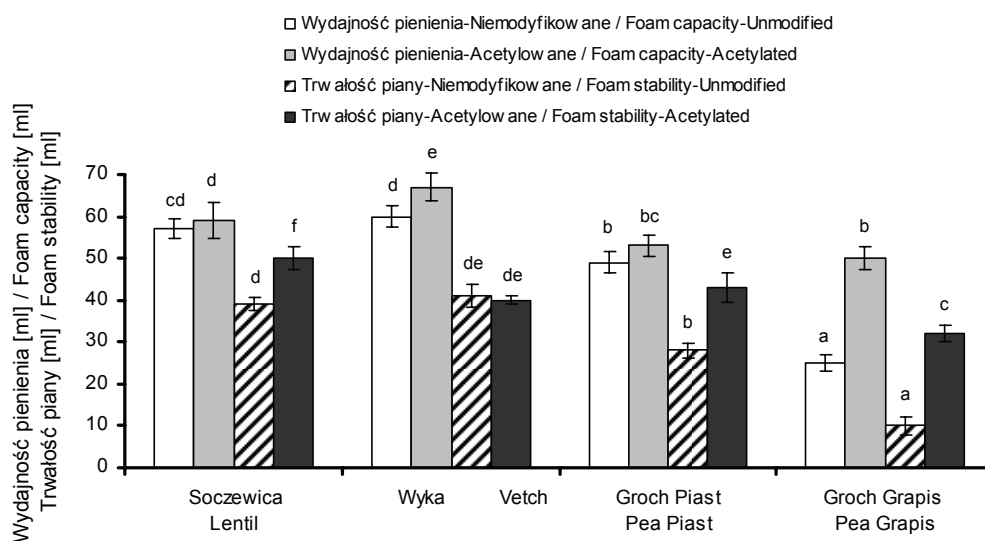 Wydajność pienienia-Niemodyfikowane / Foam capacity-Unmodified
Wydajność pienienia-Acetylowane / Foam capacity-Acetylated
Trwałość piany-Niemodyfikowane / Foam stability-Unmodified
Trwałość piany-Acetylowane / Foam stability-Acetylated
Wydajność pienienia [ml] / Foam capacity [ml]
Trwałość piany [ml] / Foam stability [ml]
70
60
50
40
30
20
10
0
cd d d f
d e de de
b bc b e
a b a c
Soczewica Wyka Vetch Groch Piast Groch Grapis
Lentil Pea Piast Pea Grapis